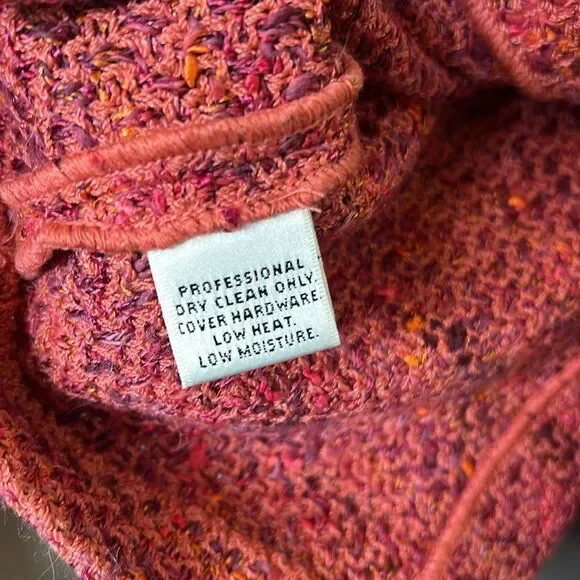 PROFESSIONAL
DRY CLEAN ONLY.
COVER HARDWARE.
LOW HEAT.
LOW MOISTURE.